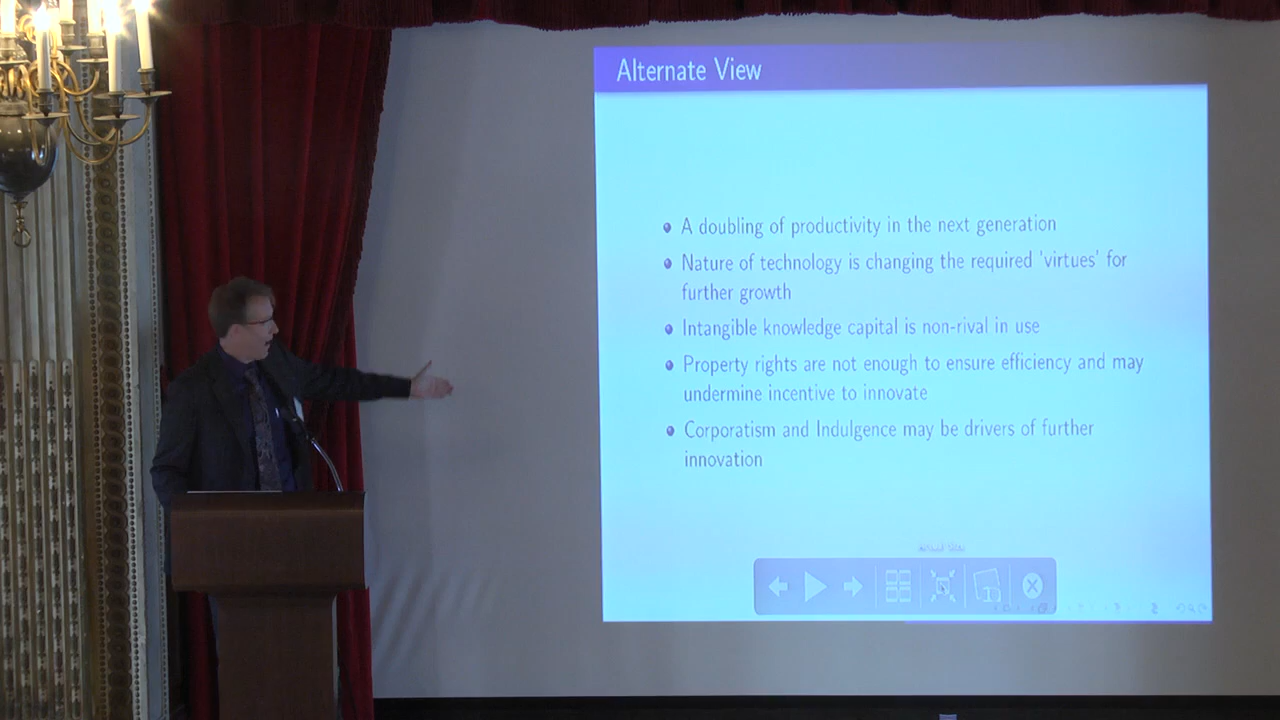 Alternate View
A doubling of productivity in the next generation
Nature of technology is changing the required 'virtues' for
further growth
Intangible knowledge capital is non-rival in use
Property rights are not enough to ensure efficiency and may
undermine incentive to innovate
Corporatism and Indulgence may be drivers of further
innovation